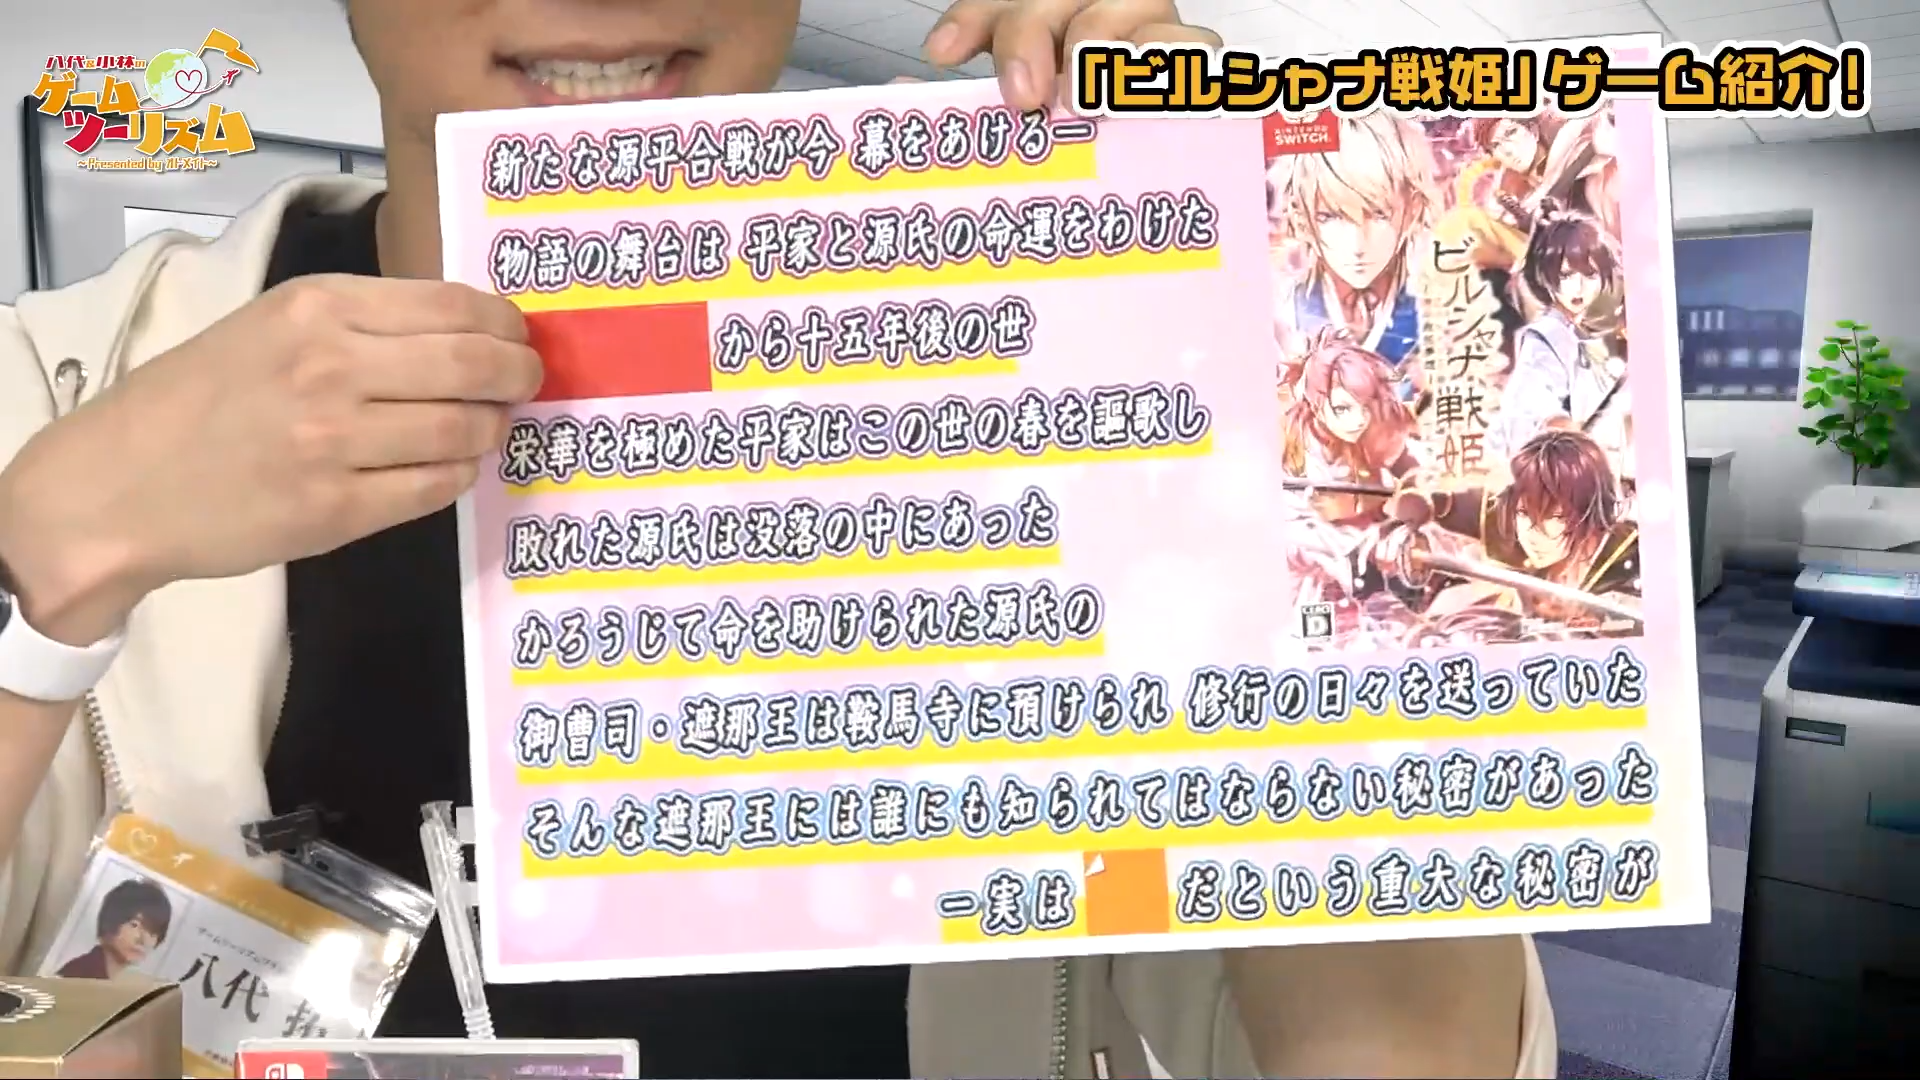 八代&小林の
ゲーム
ツーリズム
～Presented by オトメイト～
「ビルシャナ戦姫」ゲーム紹介！
新たな源平合戦が今 幕をあける―
物語の舞台は 平家と源氏の命運をわけた
から十五年後の世
栄華を極めた平家はこの世の春を謳歌し
敗れた源氏は没落の中にあった
かろうじて命を助けられた源氏の
御曹司・遮那王は鞍馬寺に預けられ 修行の日々を送っていた
そんな遮那王には誰にも知られてはならない秘密があった
―実は
だという重大な秘密が
NINTENDO
SWITCH
ビルシャナ戦姫
CERO
D
八代